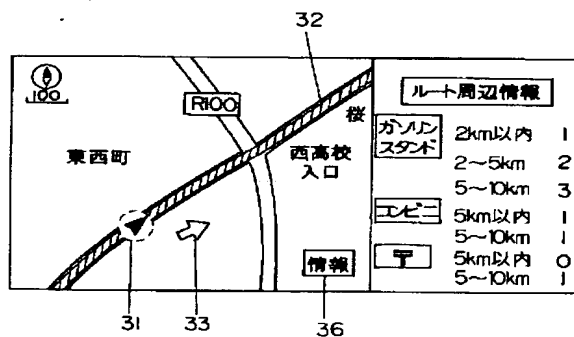 32
100
R100
桜
東西町
西高校
入口
情報
31
33
36
ルート周辺情報
ガソリン
スタンド
2km以内 1
2〜5km 2
5〜10km 3
コンビニ
5km以内 1
5〜10km 1
〒
5km以内 0
5〜10km 1